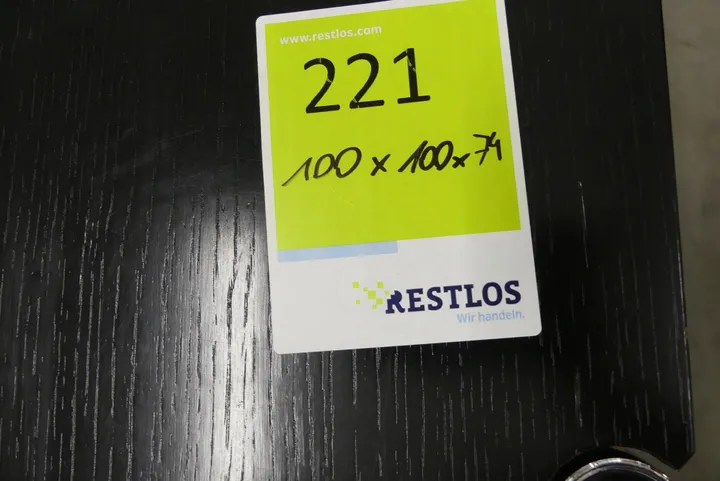 www.restlos.com
221
100 x 100 x 74
RESTLOS
Wir handeln.